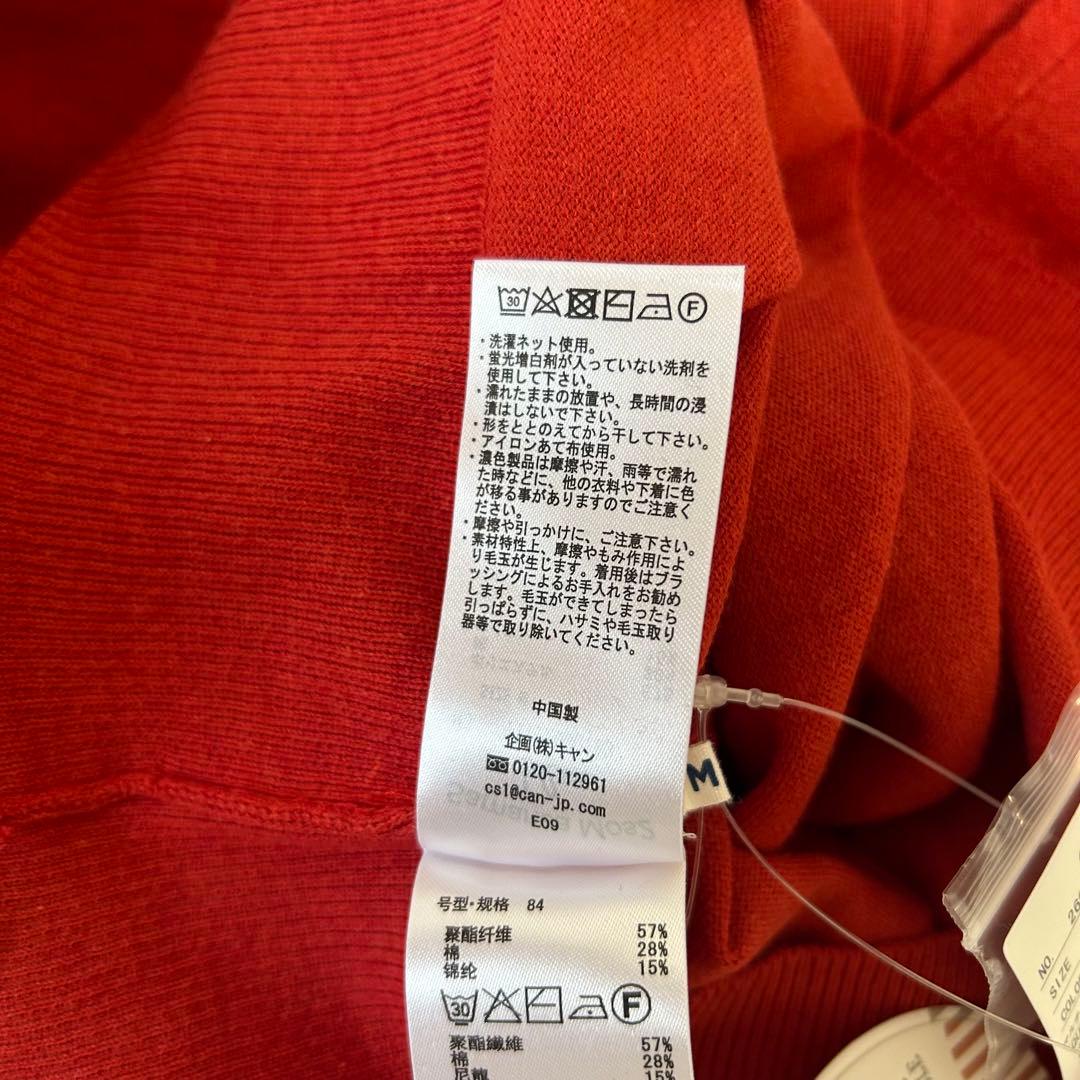 30 F
・洗濯ネット使用。
・蛍光増白剤が入っていない洗剤を
使用して下さい。
・濡れたままの放置や、長時間の浸
漬はしないで下さい。
・形をととのえてから干して下さい。
・アイロンあて布使用。
・濃色製品は摩擦や汗、雨等で濡れ
た時などに、他の衣料や下着に色
が移る事がありますのでご注意く
ださい。
・摩擦や引っかけに、ご注意下さい。
・素材特性上、摩擦やもみ作用によ
り毛玉が生じます。着用後はブラ
ッシングによるお手入れをお勧め
します。毛玉ができてしまったら
引っぱらずに、ハサミや毛玉取り
器等で取り除いてください。
中国製
企画(株)キャン
0120-112961
cs1@can-jp.com
E09
M
号型·规格 84
聚酯纤维 57%
棉 28%
锦纶 15%
30 F
聚酯纖維 57%
棉 28%
尼龍 15%
NO. 26
SIZE
COLO